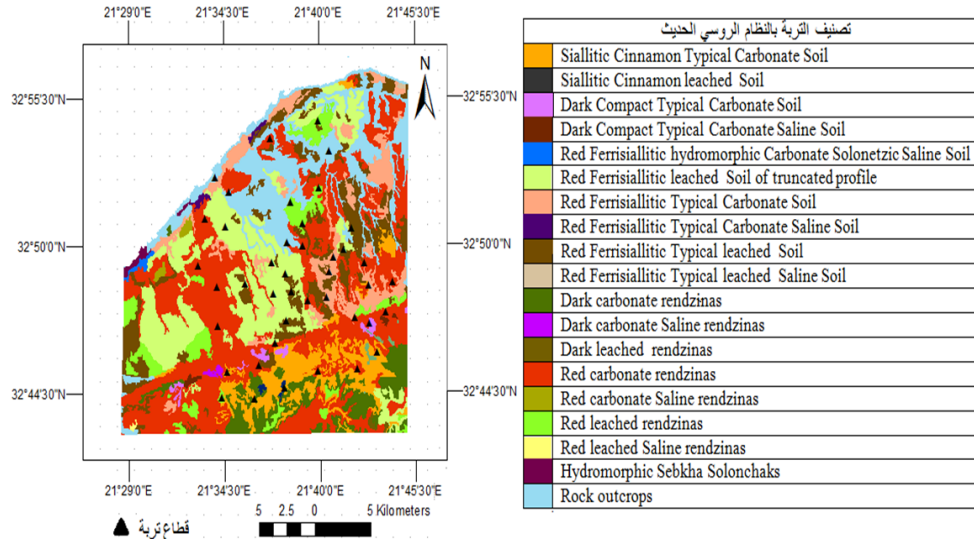 21°29'0"E 21°34'30"E 21°40'0"E 21°45'30"E
N
32°55'30"N 32°55'30"N
32°50'0"N 32°50'0"N
32°44'30"N 32°44'30"N
21°29'0"E 21°34'30"E 21°40'0"E 21°45'30"E
5 2.5 0 5 Kilometers
قطاع تربة
تصنيف التربة بالنظام الروسي الحديث
Siallitic Cinnamon Typical Carbonate Soil
Siallitic Cinnamon leached Soil
Dark Compact Typical Carbonate Soil
Dark Compact Typical Carbonate Saline Soil
Red Ferrisiallitic hydromorphic Carbonate Solonetzic Saline Soil
Red Ferrisiallitic leached Soil of truncated profile
Red Ferrisiallitic Typical Carbonate Soil
Red Ferrisiallitic Typical Carbonate Saline Soil
Red Ferrisiallitic Typical leached Soil
Red Ferrisiallitic Typical leached Saline Soil
Dark carbonate rendzinas
Dark carbonate Saline rendzinas
Dark leached rendzinas
Red carbonate rendzinas
Red carbonate Saline rendzinas
Red leached rendzinas
Red leached Saline rendzinas
Hydromorphic Sebkha Solonchaks
Rock outcrops